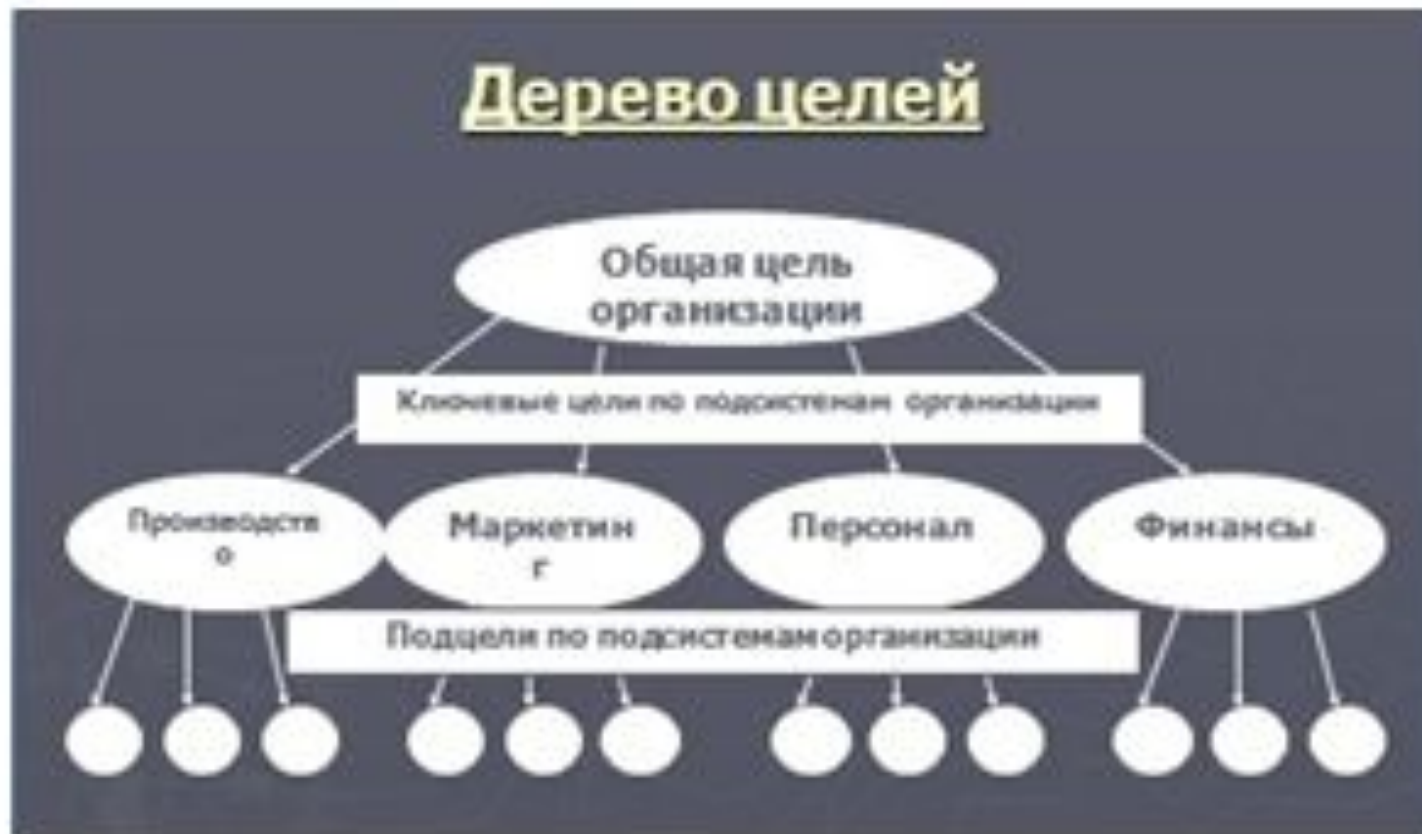 Дерево целей
Общая цель
организации
Ключевые цели по подсистемам организации
Производств
о
Маркетин
г
Персонал
Финансы
Подцели по подсистемам организации